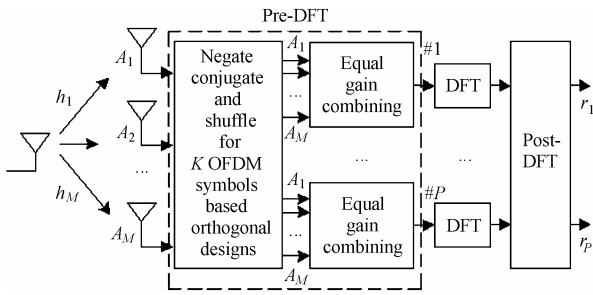 Pre-DFT
A1
h1
A2
...
hM
AM
Negate
conjugate
and
shuffle
for
K OFDM
symbols
based
orthogonal
designs
A1
...
AM
Equal
gain
combining
#1
DFT
...
...
A1
...
AM
Equal
gain
combining
#P
DFT
Post-
DFT
r1
rP